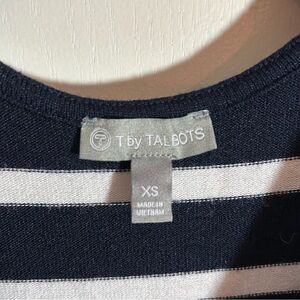 T by TALBOTS
XS
MADE IN
VIETNAM